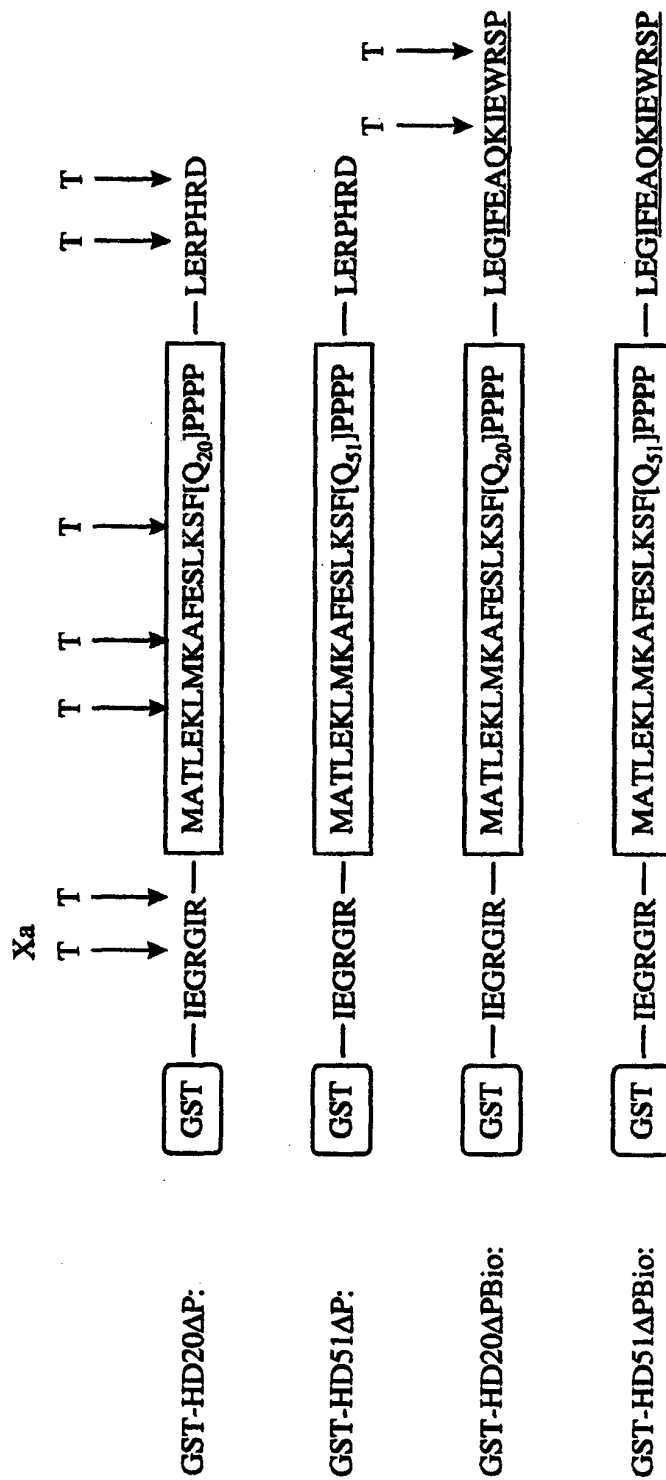 Xa
T T T T T T T
GST-HD20ΔP: GST — IEGRGIR — MATLEKLMKAFESLKSF[Q₂₀]PPPP — LERPHRD
GST-HD51ΔP: GST — IEGRGIR — MATLEKLMKAFESLKSF[Q₅₁]PPPP — LERPHRD
T T
GST-HD20ΔPBio: GST — IEGRGIR — MATLEKLMKAFESLKSF[Q₂₀]PPPP — LEGIFEAQKIEWRSP
GST-HD51ΔPBio: GST — IEGRGIR — MATLEKLMKAFESLKSF[Q₅₁]PPPP — LEGIFEAQKIEWRSP